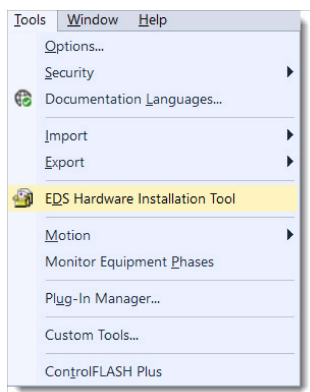 Tools Window Help
Options...
Security
Documentation Languages...
Import
Export
EDS Hardware Installation Tool
Motion
Monitor Equipment Phases
Plug-In Manager...
Custom Tools...
ControlFLASH Plus